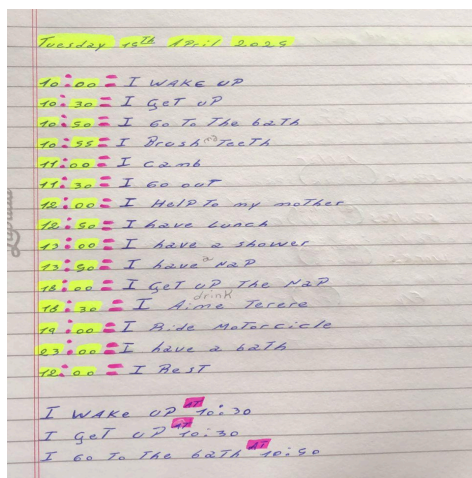 Tuesday 15th April 2025
10:00 = I WAKE UP
10:30 = I GeT UP
10:50 = I GO TO The baTh
10:55 = I Brush TeeTh
11:00 = I comb
11:30 = I GO OUT
12:00 = I HelP To my moTher
12:50 = I have Lunch
13:00 = I have a shower
13:50 = I have a NaP
18:00 = I GeT UP The NaP
drink
18:30 = I Aime Terere
19:00 = I Ride MoTorcicle
23:00 = I have a baTh
12:00 = I ResT
I WAKE UP AT 10:30
I GeT UP AT 10:30
I GO TO The baTh AT 10:50